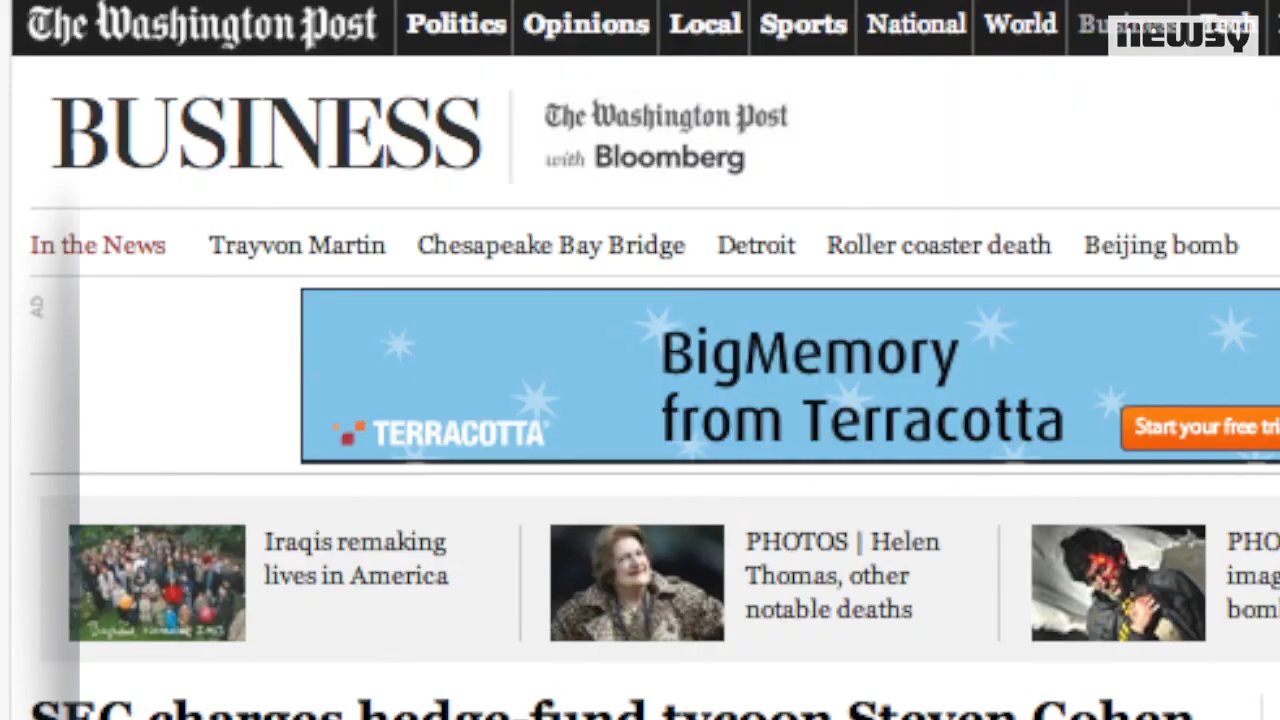 The Washington Post Politics Opinions Local Sports National World Business Tech
newsy
BUSINESS
The Washington Post
with Bloomberg
In the News Trayvon Martin Chesapeake Bay Bridge Detroit Roller coaster death Beijing bomb
AD
BigMemory
from Terracotta
TERRACOTTA
Start your free tri
Iraqis remaking
lives in America
PHOTOS | Helen
Thomas, other
notable deaths
PHO
imag
bomb
SEC charges hedge-fund tycoon Steven Cohen